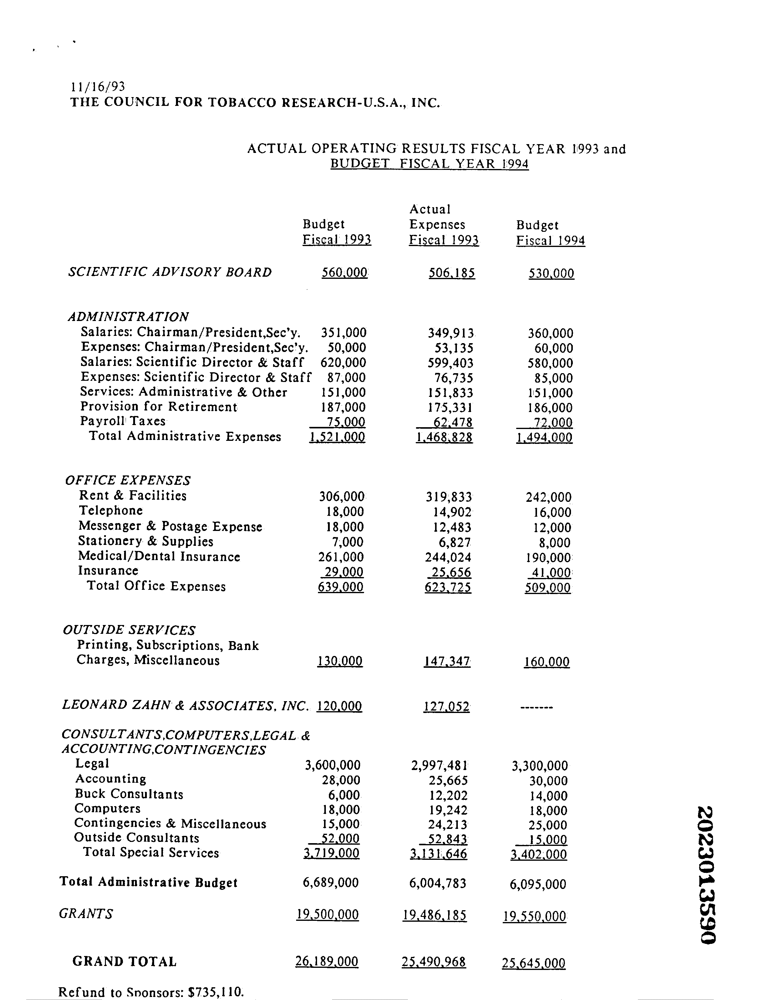 11/16/93
THE COUNCIL FOR TOBACCO RESEARCH-U.S.A., INC.
ACTUAL OPERATING RESULTS FISCAL YEAR 1993 and
BUDGET FISCAL YEAR 1994
Budget Fiscal 1993 Actual Expenses Fiscal 1993 Budget Fiscal 1994
SCIENTIFIC ADVISORY BOARD 560,000 506,185 530,000
ADMINISTRATION
Salaries: Chairman/President,Sec'y. 351,000 349,913 360,000
Expenses: Chairman/President,Sec'y. 50,000 53,135 60,000
Salaries: Scientific Director & Staff 620,000 599,403 580,000
Expenses: Scientific Director & Staff 87,000 76,735 85,000
Services: Administrative & Other 151,000 151,833 151,000
Provision for Retirement 187,000 175,331 186,000
Payroll Taxes 75,000 62,478 72,000
Total Administrative Expenses 1,521,000 1,468,828 1,494,000
OFFICE EXPENSES
Rent & Facilities 306,000 319,833 242,000
Telephone 18,000 14,902 16,000
Messenger & Postage Expense 18,000 12,483 12,000
Stationery & Supplies 7,000 6,827 8,000
Medical/Dental Insurance 261,000 244,024 190,000
Insurance 29,000 25,656 41,000
Total Office Expenses 639,000 623,725 509,000
OUTSIDE SERVICES
Printing, Subscriptions, Bank
Charges, Miscellaneous 130,000 147,347 160,000
LEONARD ZAHN & ASSOCIATES, INC. 120,000 127,052 -------
CONSULTANTS,COMPUTERS,LEGAL &
ACCOUNTING,CONTINGENCIES
Legal 3,600,000 2,997,481 3,300,000
Accounting 28,000 25,665 30,000
Buck Consultants 6,000 12,202 14,000
Computers 18,000 19,242 18,000
Contingencies & Miscellaneous 15,000 24,213 25,000
Outside Consultants 52,000 52,843 15,000
Total Special Services 3,719,000 3,131,646 3,402,000
Total Administrative Budget 6,689,000 6,004,783 6,095,000
GRANTS 19,500,000 19,486,185 19,550,000
GRAND TOTAL 26,189,000 25,490,968 25,645,000
Refund to Sponsors: $735,110.
2023013590